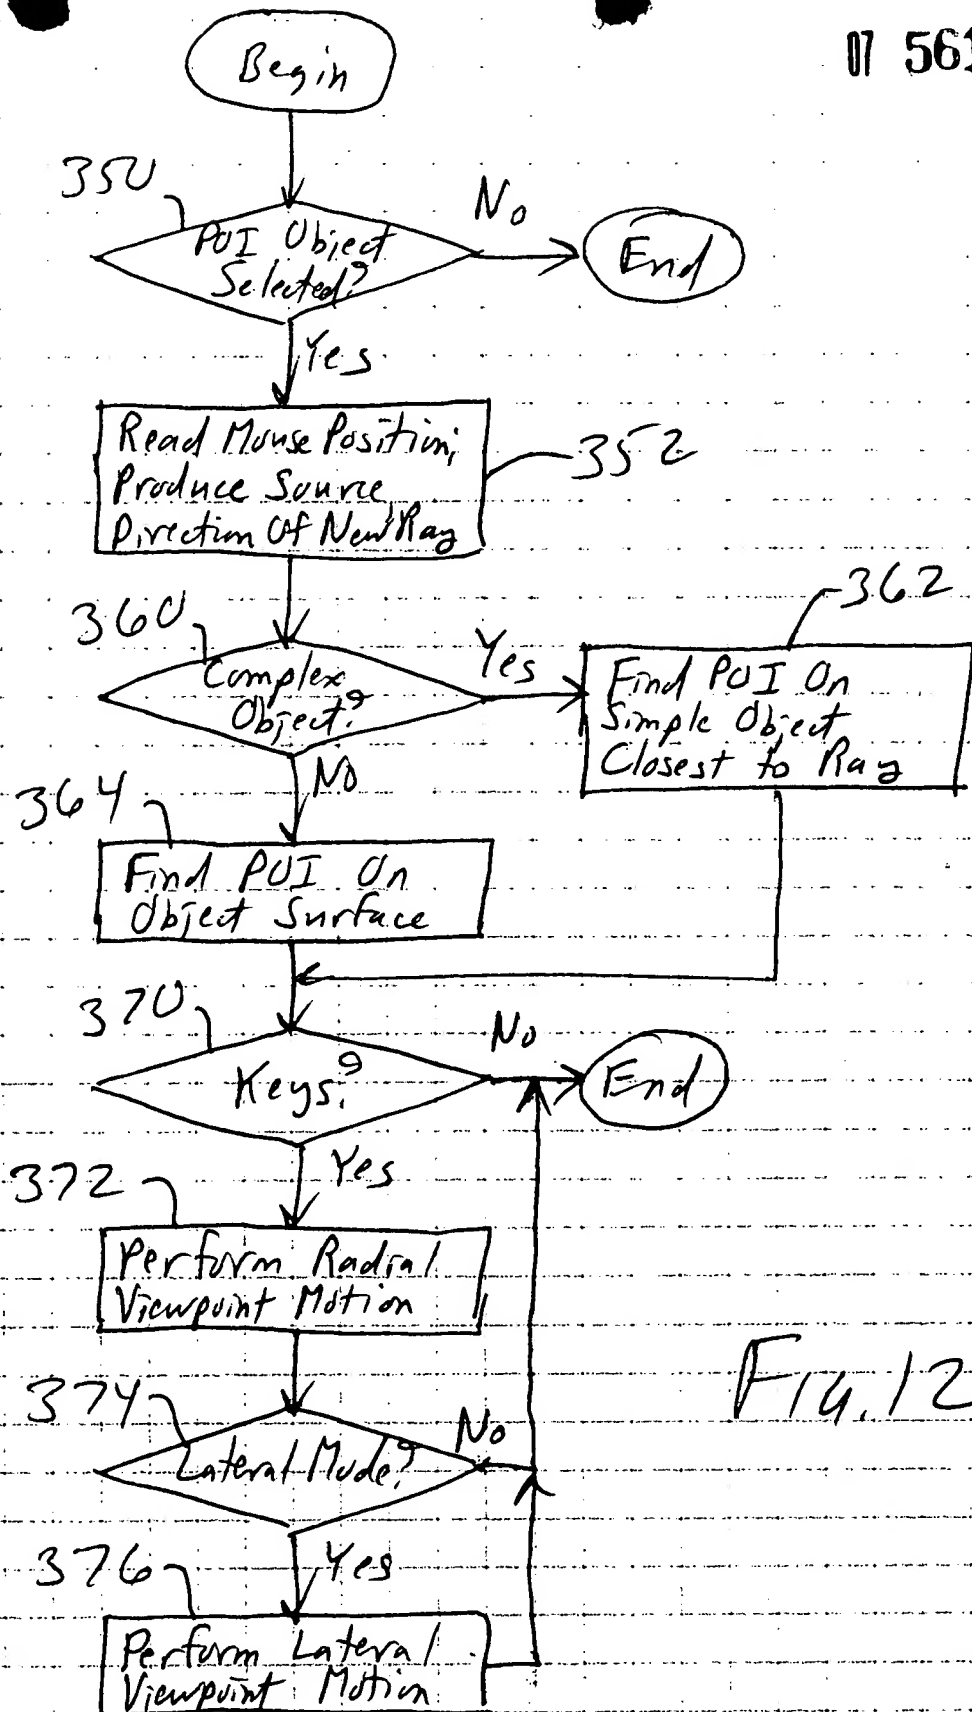 07 561
Begin
350
POI Object
Selected?
No
End
Yes
Read Mouse Position;
Produce Source,
Direction Of New Ray
352
360
Complex
Object?
Yes
362
Find POI On
Simple Object
Closest to Ray
No
364
Find POI On
Object Surface
370
Keys?
No
End
Yes
372
Perform Radial
Viewpoint Motion
374
Lateral Mode?
No
Yes
376
Perform Lateral
Viewpoint Motion
Fig. 12